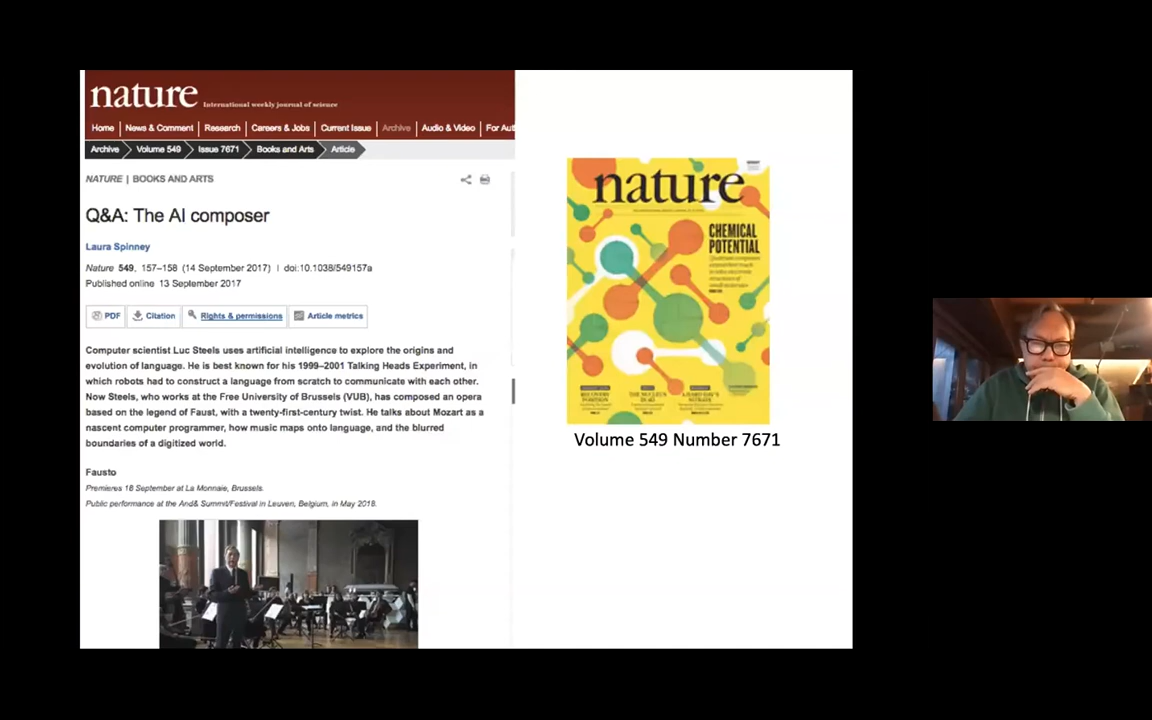 nature International weekly journal of science
Home News & Comment Research Careers & Jobs Current Issue Archive Audio & Video For Aut
Archive Volume 549 Issue 7671 Books and Arts Article
NATURE | BOOKS AND ARTS
Q&A: The AI composer
Laura Spinney
Nature 549, 157–158 (14 September 2017) | doi:10.1038/549157a
Published online 13 September 2017
PDF Citation Rights & permissions Article metrics
Computer scientist Luc Steels uses artificial intelligence to explore the origins and
evolution of language. He is best known for his 1999–2001 Talking Heads Experiment, in
which robots had to construct a language from scratch to communicate with each other.
Now Steels, who works at the Free University of Brussels (VUB), has composed an opera
based on the legend of Faust, with a twenty-first-century twist. He talks about Mozart as a
nascent computer programmer, how music maps onto language, and the blurred
boundaries of a digitized world.
Fausto
Premieres 18 September at La Monnaie, Brussels.
Public performance at the And& Summit/Festival in Leuven, Belgium, in May 2018.
nature
CHEMICAL
POTENTIAL
Volume 549 Number 7671